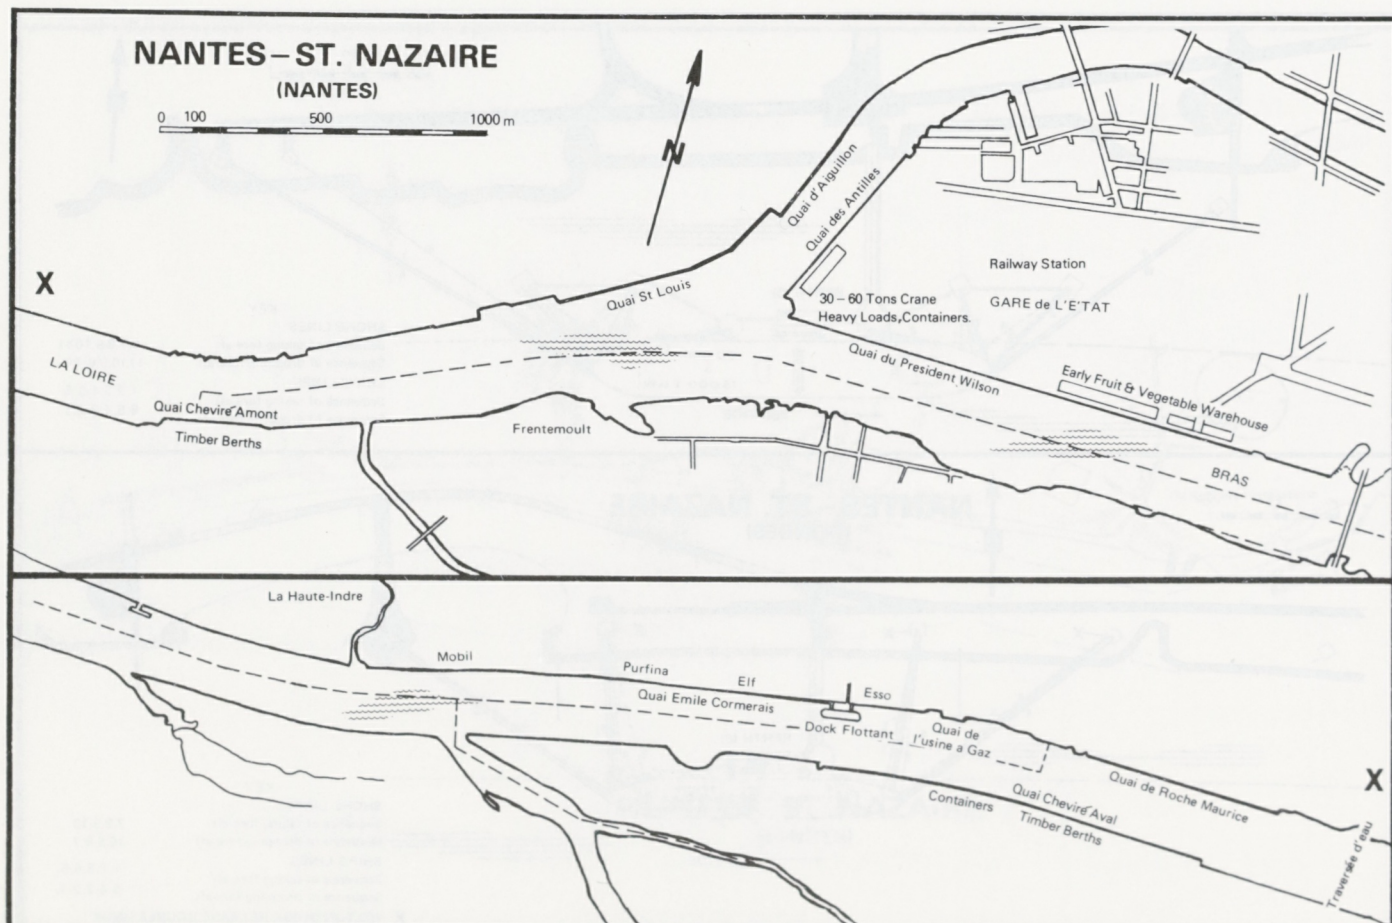 NANTES – ST. NAZAIRE
(NANTES)
0 100 500 1000 m
N
Quai d'Aiguillon
Quai des Antilles
Railway Station
GARE de L'E'TAT
X
Quai St Louis
30 – 60 Tons Crane
Heavy Loads, Containers.
LA LOIRE
Quai du President Wilson
Early Fruit & Vegetable Warehouse
Quai Cheviré Amont
Timber Berths
Frentemoult
BRAS
La Haute-Indre
Mobil
Purfina
Elf
Esso
Quai Emile Cormerais
Dock Flottant
Quai de
l'usine a Gaz
Quai de Roche Maurice
X
Containers
Quai Cheviré Aval
Timber Berths
Traversée d'eau